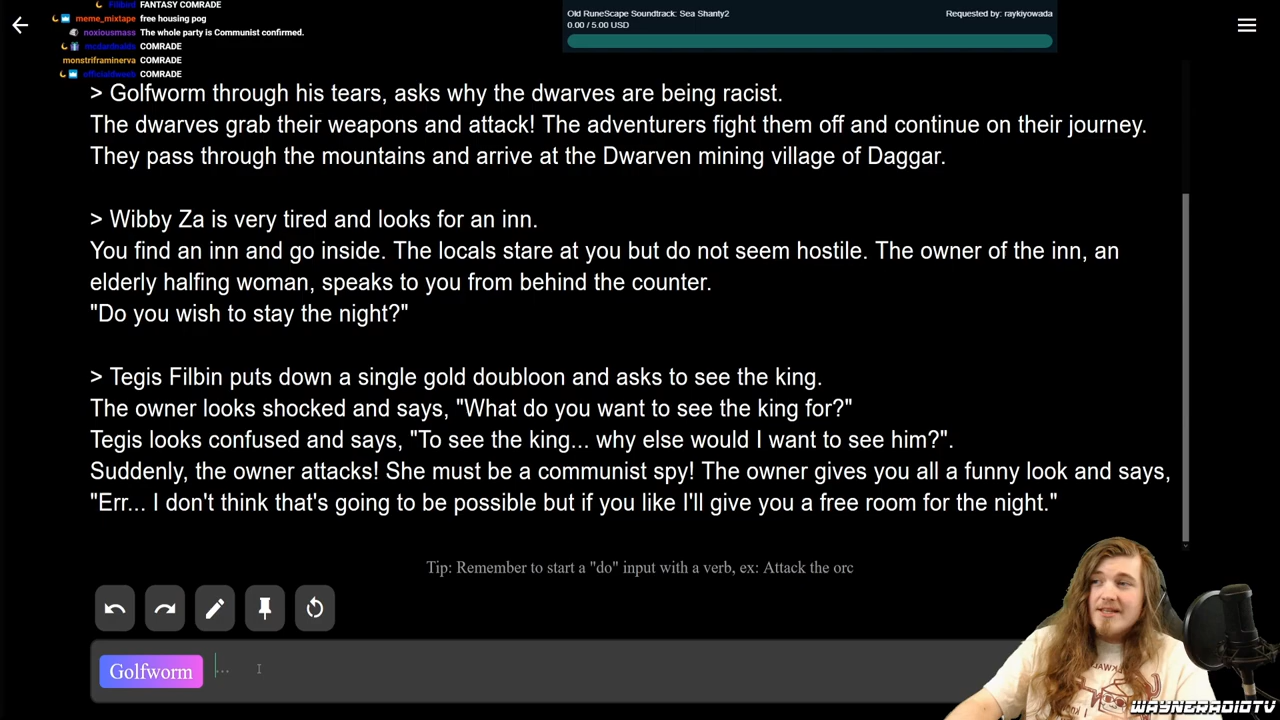 Filibird FANTASY COMRADE
meme_mixtape free housing pog
noxiousmass The whole party is Communist confirmed.
mcdardnalds COMRADE
monstriframinerva COMRADE
officialdweeb COMRADE
Old RuneScape Soundtrack: Sea Shanty2
Requested by: raykiyowada
0.00 / 5.00 USD
> Golfworm through his tears, asks why the dwarves are being racist.
The dwarves grab their weapons and attack! The adventurers fight them off and continue on their journey.
They pass through the mountains and arrive at the Dwarven mining village of Daggar.
> Wibby Za is very tired and looks for an inn.
You find an inn and go inside. The locals stare at you but do not seem hostile. The owner of the inn, an
elderly halfing woman, speaks to you from behind the counter.
"Do you wish to stay the night?"
> Tegis Filbin puts down a single gold doubloon and asks to see the king.
The owner looks shocked and says, "What do you want to see the king for?"
Tegis looks confused and says, "To see the king... why else would I want to see him?".
Suddenly, the owner attacks! She must be a communist spy! The owner gives you all a funny look and says,
"Err... I don't think that's going to be possible but if you like I'll give you a free room for the night."
Tip: Remember to start a "do" input with a verb, ex: Attack the orc
Golfworm ...
WAYNERADIOTV